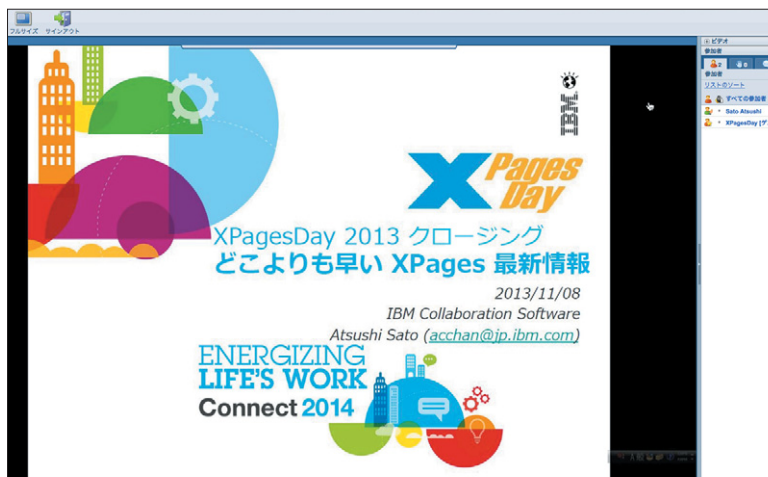 フルサイズ サインアウト
ビデオ
参加者
2
参加者
リストのソート
すべての参加者
Sato Atsushi
XPagesDay [ゲ
IBM.
X Pages
Day
XPagesDay 2013 クロージング
どこよりも早い XPages 最新情報
2013/11/08
IBM Collaboration Software
Atsushi Sato (acchan@jp.ibm.com)
ENERGIZING
LIFE'S WORK
Connect 2014